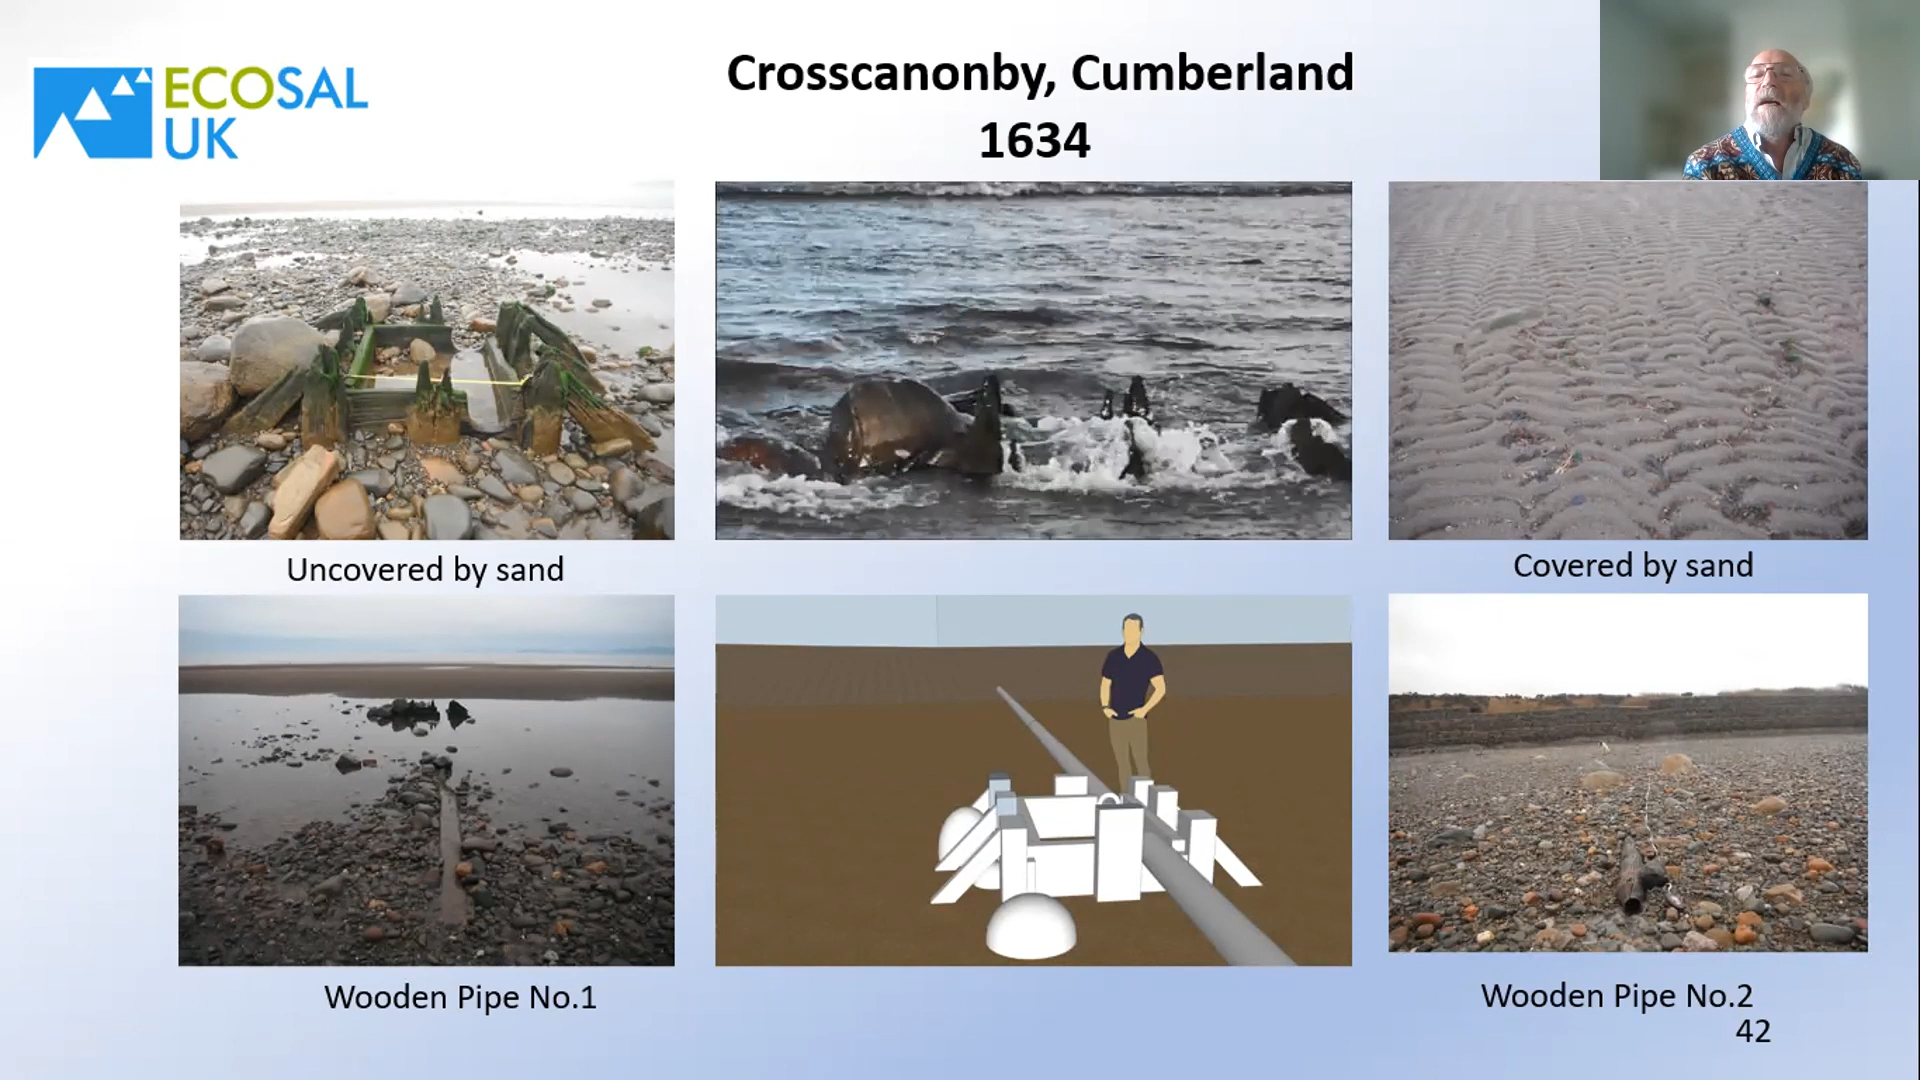 ECOSAL
UK
Crosscanonby, Cumberland
1634
Uncovered by sand
Covered by sand
Wooden Pipe No.1
Wooden Pipe No.2
42